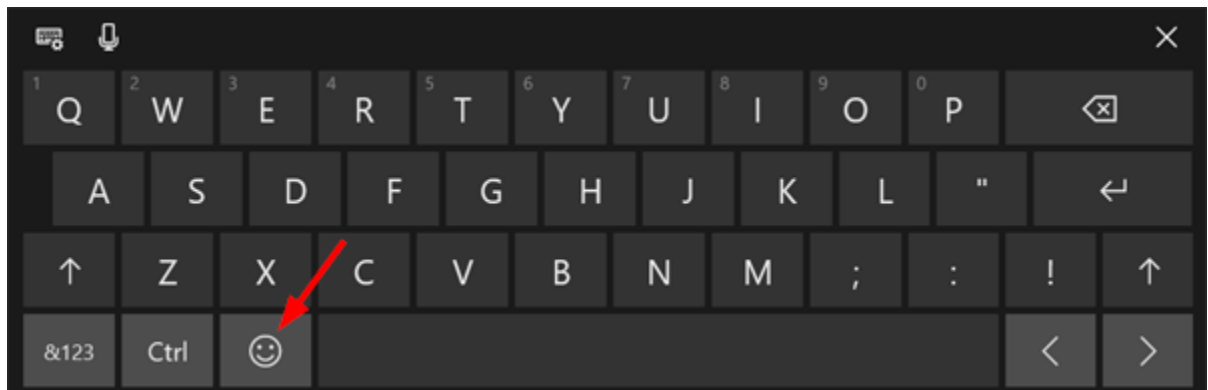 1 Q 2 W 3 E 4 R 5 T 6 Y 7 U 8 I 9 O 0 P
A S D F G H J K L "
Z X C V B N M ; : !
&123 Ctrl